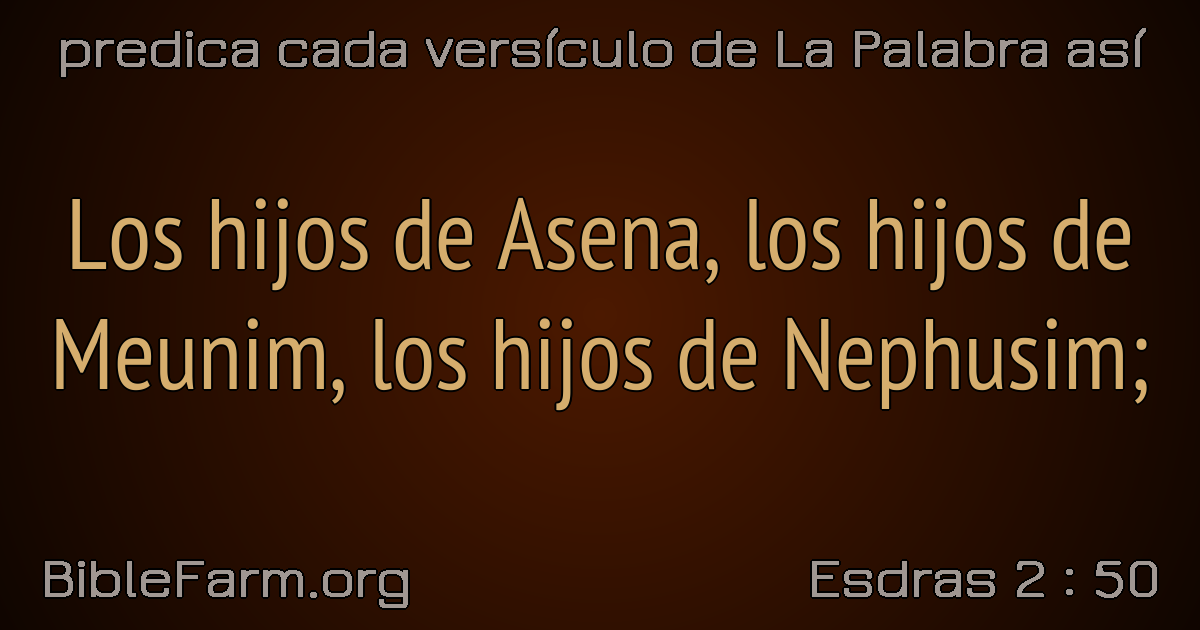 predica cada versículo de La Palabra así
Los hijos de Asena, los hijos de
Meunim, los hijos de Nephusim;
BibleFarm.org
Esdras 2 : 50